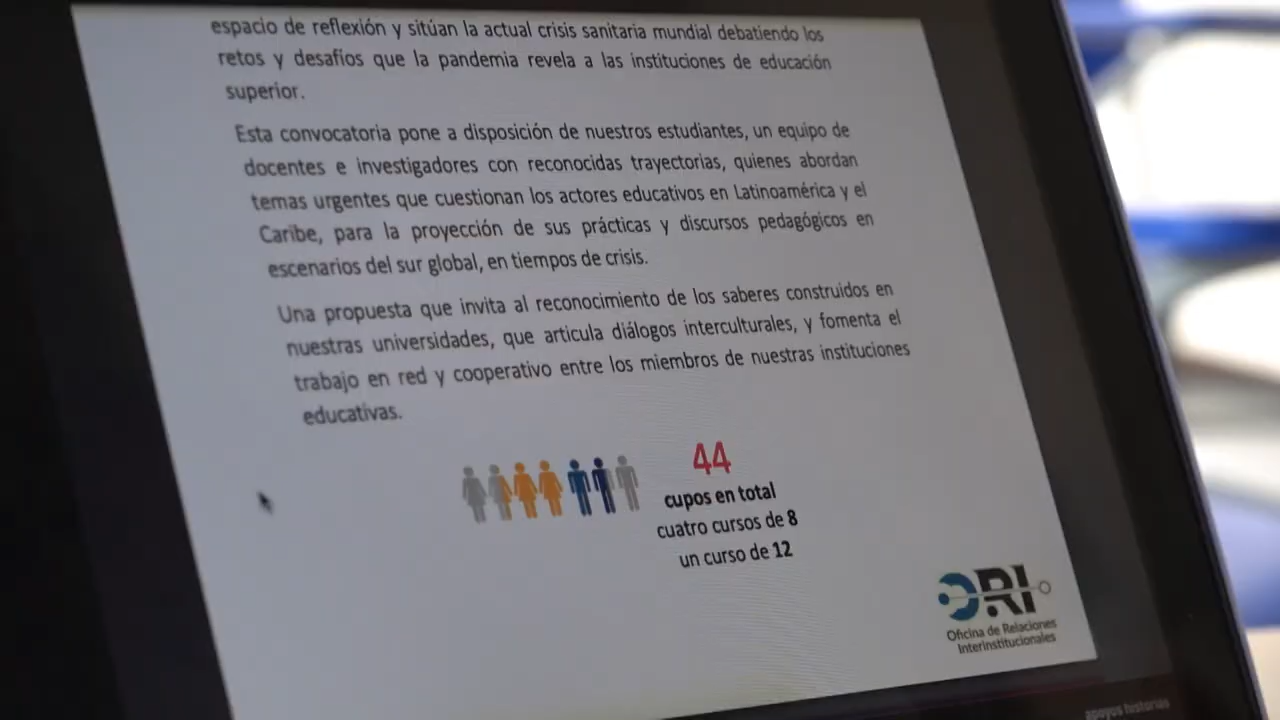 espacio de reflexión y sitúan la actual crisis sanitaria mundial debatiendo los
retos y desafíos que la pandemia revela a las instituciones de educación
superior.
Esta convocatoria pone a disposición de nuestros estudiantes, un equipo de
docentes e investigadores con reconocidas trayectorias, quienes abordan
temas urgentes que cuestionan los actores educativos en Latinoamérica y el
Caribe, para la proyección de sus prácticas y discursos pedagógicos en
escenarios del sur global, en tiempos de crisis.
Una propuesta que invita al reconocimiento de los saberes construidos en
nuestras universidades, que articula diálogos interculturales, y fomenta el
trabajo en red y cooperativo entre los miembros de nuestras instituciones
educativas.
44
cupos en total
cuatro cursos de 8
un curso de 12
ORI
Oficina de Relaciones
Interinstitucionales
apoyos historias